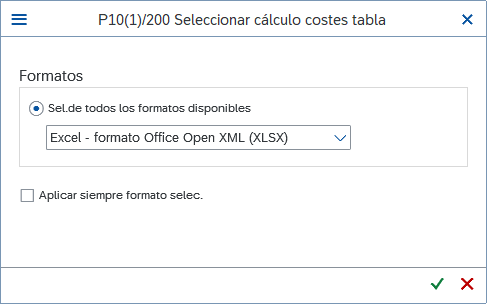 P10(1)/200 Seleccionar cálculo costes tabla
Formatos
Sel.de todos los formatos disponibles
Excel - formato Office Open XML (XLSX)
Aplicar siempre formato selec.